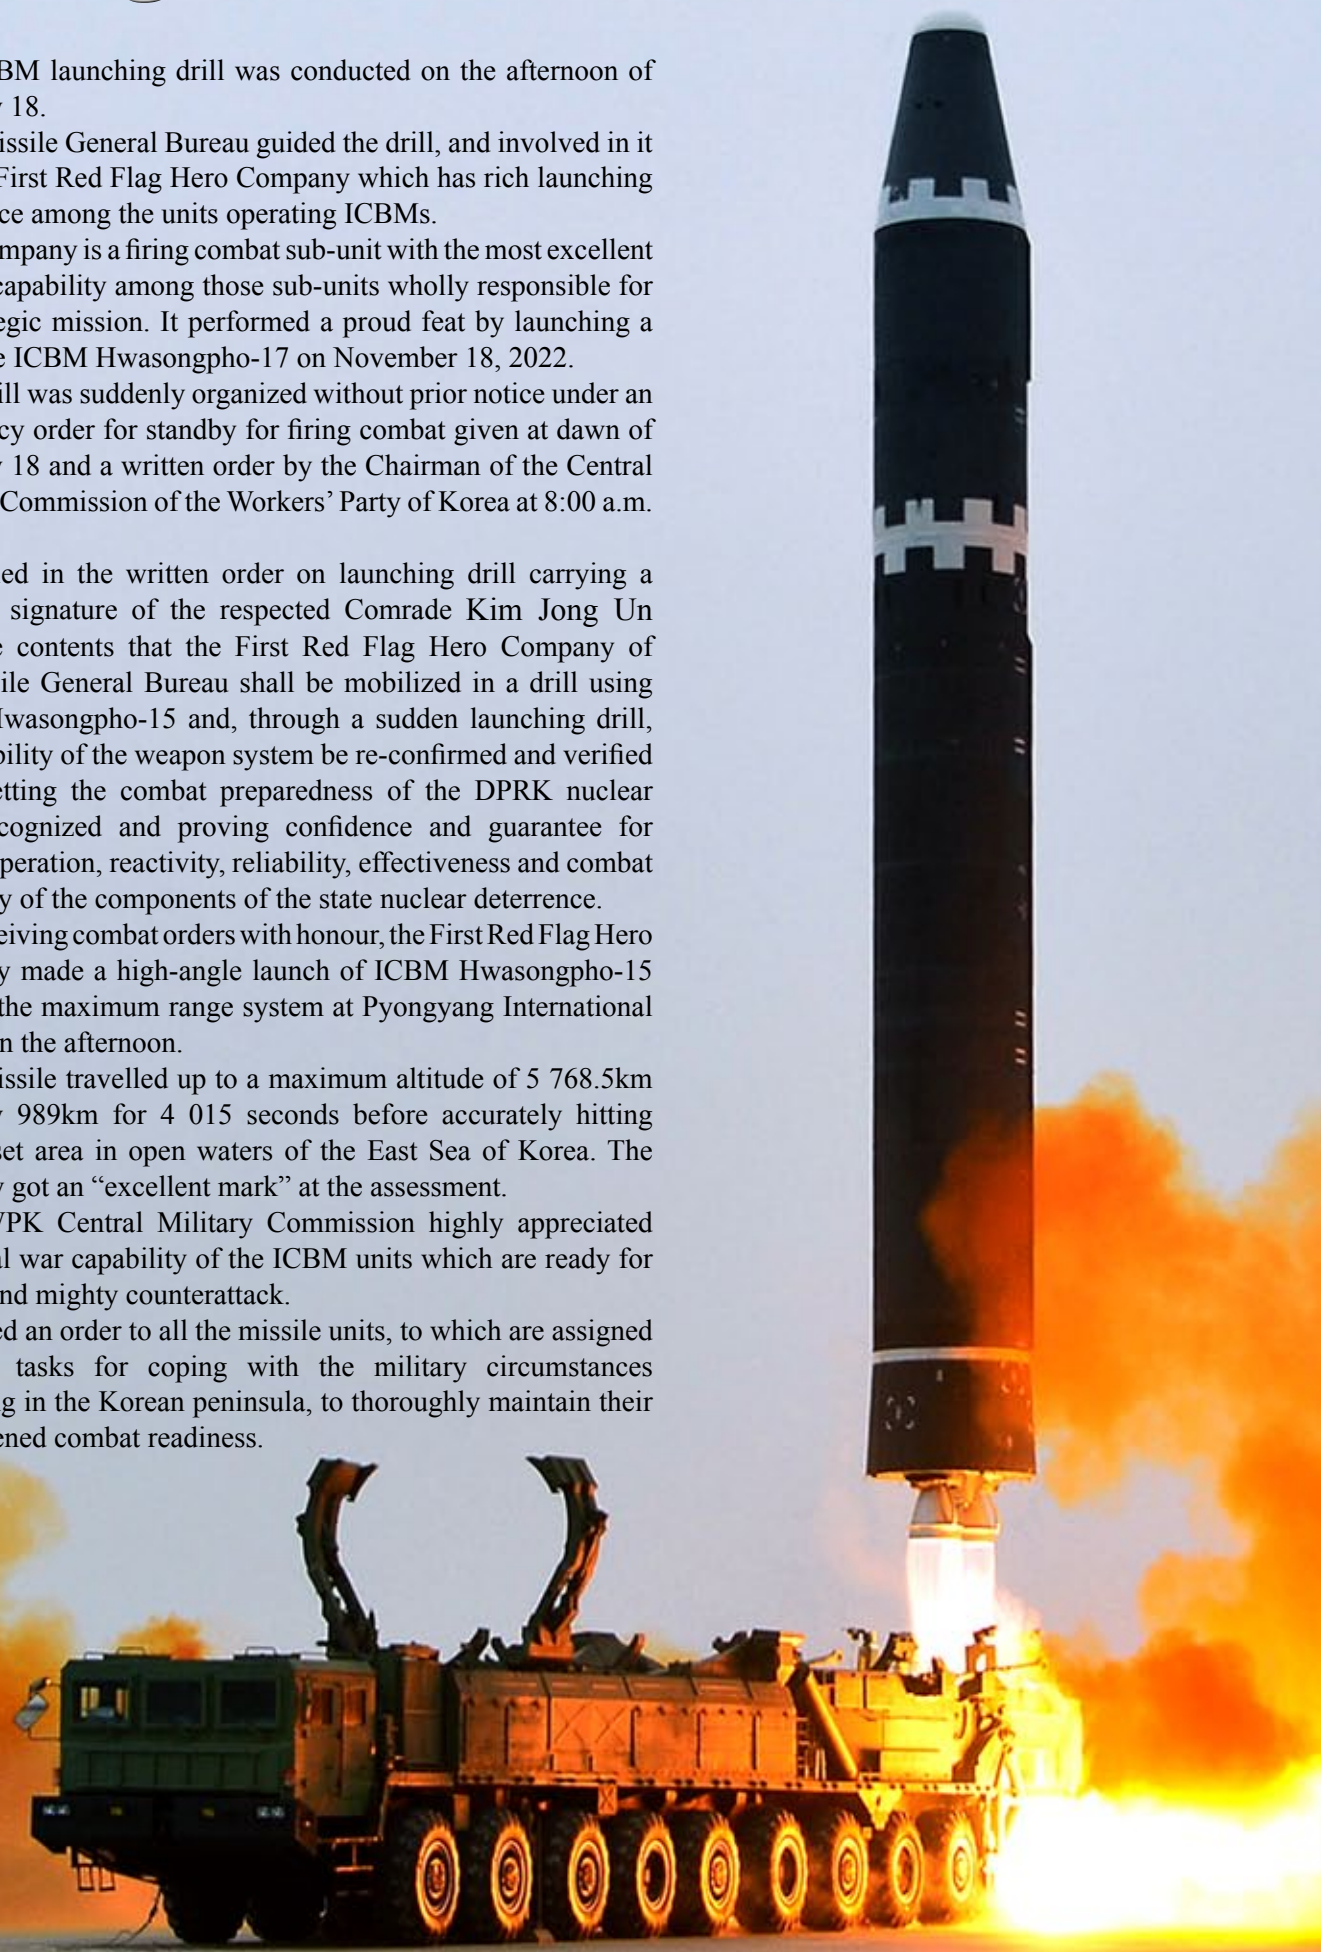 BM launching drill was conducted on the afternoon of
18.
issile General Bureau guided the drill, and involved in it
First Red Flag Hero Company which has rich launching
ce among the units operating ICBMs.
mpany is a firing combat sub-unit with the most excellent
capability among those sub-units wholly responsible for
egic mission. It performed a proud feat by launching a
e ICBM Hwasongpho-17 on November 18, 2022.
ill was suddenly organized without prior notice under an
cy order for standby for firing combat given at dawn of
y 18 and a written order by the Chairman of the Central
Commission of the Workers’ Party of Korea at 8:00 a.m.
ed in the written order on launching drill carrying a
signature of the respected Comrade Kim Jong Un
e contents that the First Red Flag Hero Company of
sile General Bureau shall be mobilized in a drill using
Hwasongpho-15 and, through a sudden launching drill,
bility of the weapon system be re-confirmed and verified
etting the combat preparedness of the DPRK nuclear
cognized and proving confidence and guarantee for
peration, reactivity, reliability, effectiveness and combat
y of the components of the state nuclear deterrence.
eiving combat orders with honour, the First Red Flag Hero
y made a high-angle launch of ICBM Hwasongpho-15
the maximum range system at Pyongyang International
n the afternoon.
issile travelled up to a maximum altitude of 5 768.5km
y 989km for 4 015 seconds before accurately hitting
set area in open waters of the East Sea of Korea. The
y got an “excellent mark” at the assessment.
WPK Central Military Commission highly appreciated
al war capability of the ICBM units which are ready for
nd mighty counterattack.
ed an order to all the missile units, to which are assigned
tasks for coping with the military circumstances
g in the Korean peninsula, to thoroughly maintain their
ened combat readiness.